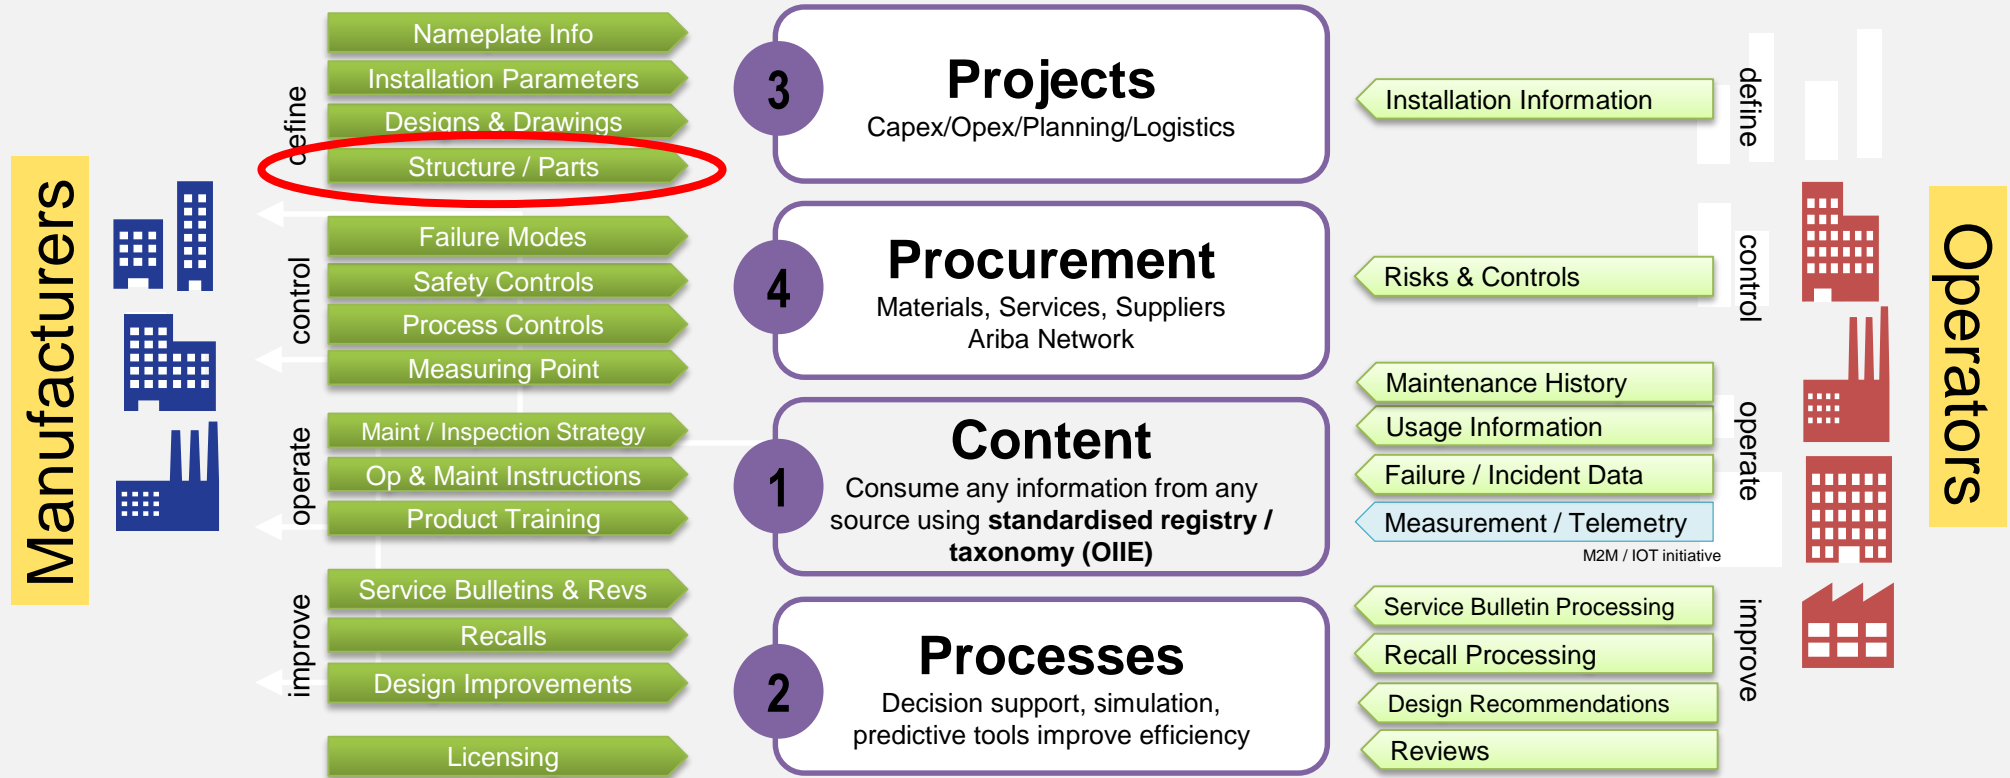 Manufacturers
define
Nameplate Info
Installation Parameters
Designs & Drawings
Structure / Parts
control
Failure Modes
Safety Controls
Process Controls
Measuring Point
operate
Maint / Inspection Strategy
Op & Maint Instructions
Product Training
improve
Service Bulletins & Revs
Recalls
Design Improvements
Licensing
3
Projects
Capex/Opex/Planning/Logistics
4
Procurement
Materials, Services, Suppliers
Ariba Network
1
Content
Consume any information from any
source using standardised registry /
taxonomy (OIIE)
2
Processes
Decision support, simulation,
predictive tools improve efficiency
Installation Information
define
Risks & Controls
control
Maintenance History
Usage Information
Failure / Incident Data
Measurement / Telemetry
M2M / IOT initiative
operate
Service Bulletin Processing
Recall Processing
Design Recommendations
Reviews
improve
Operators